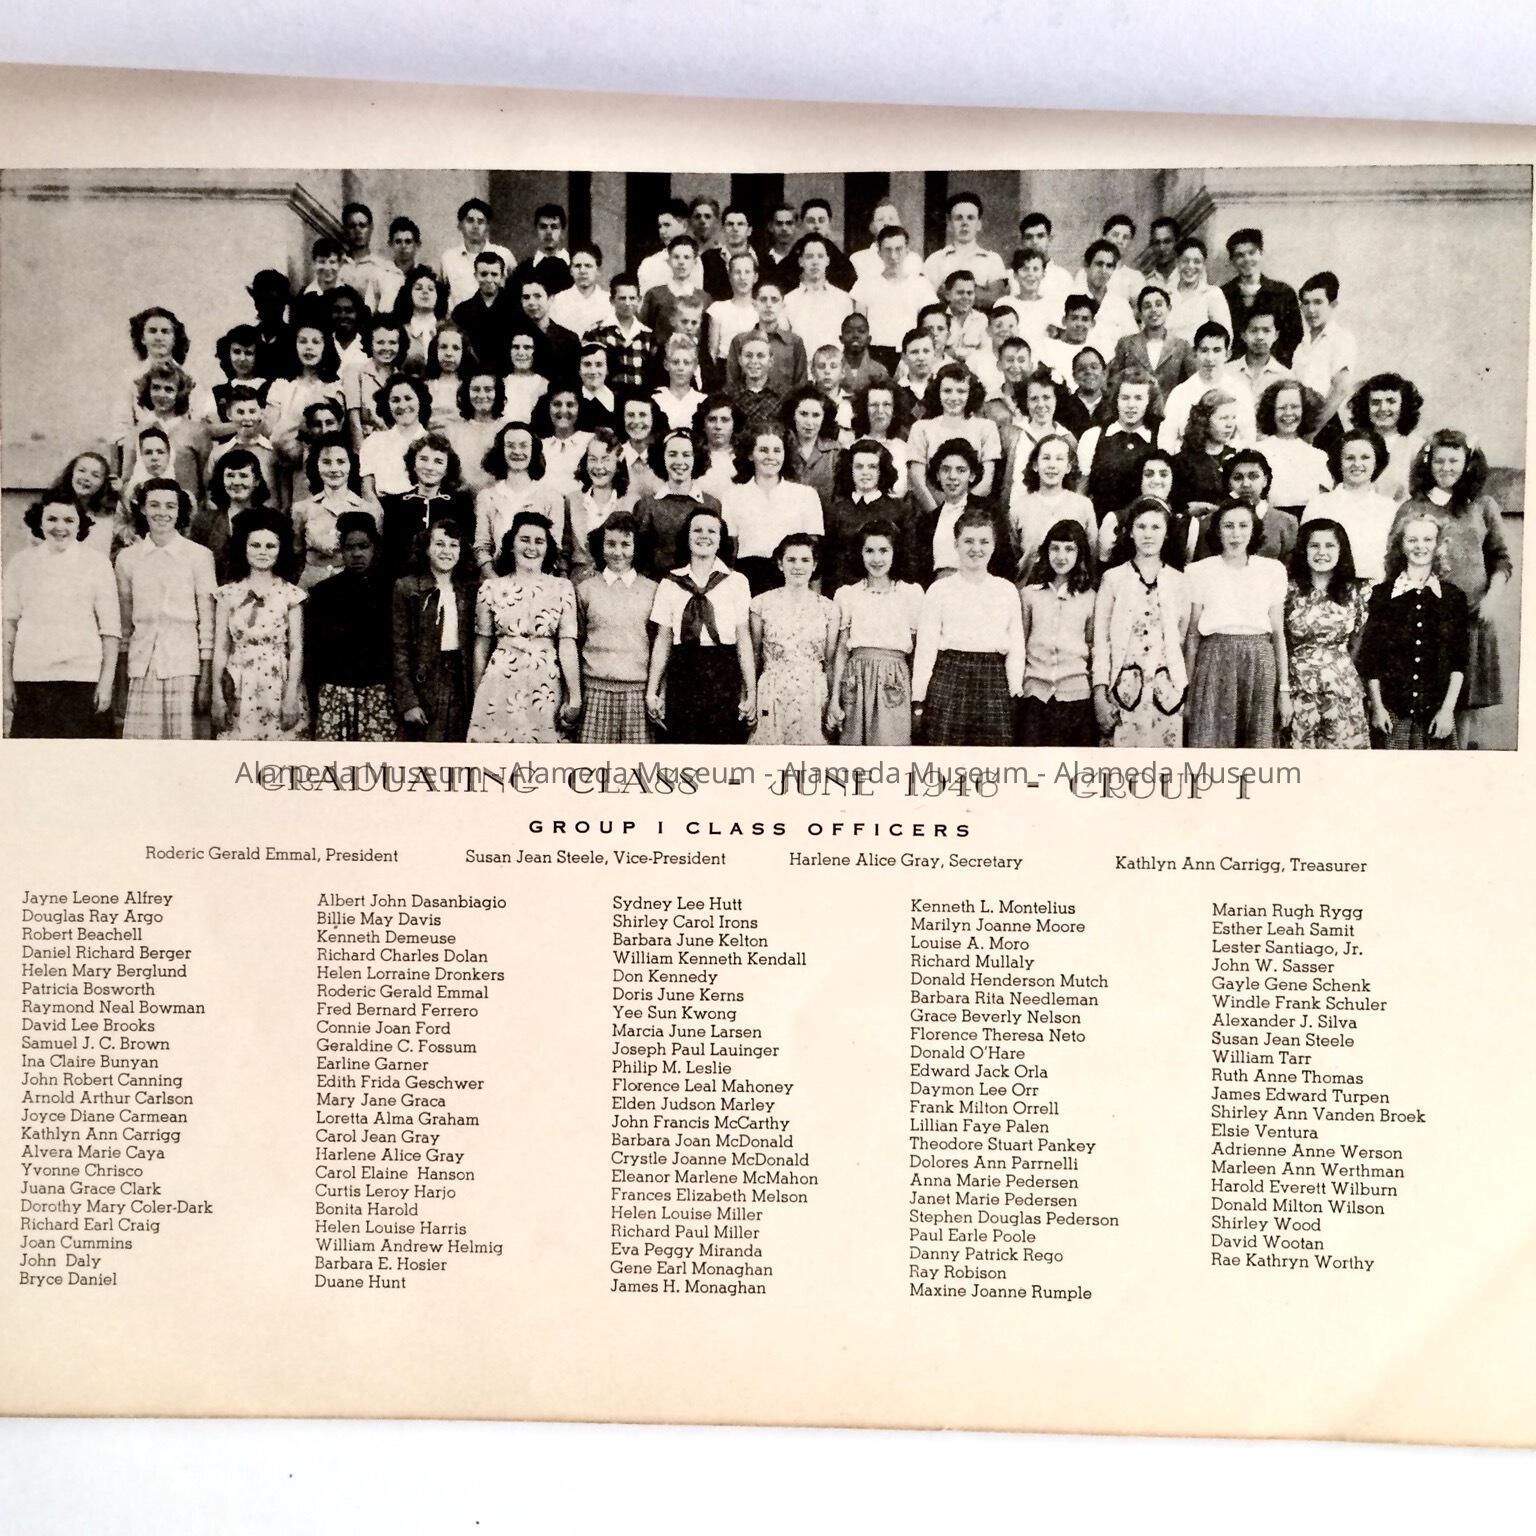 GRADUATING CLASS - JUNE 1946 - GROUP I
Alameda Museum - Alameda Museum - Alameda Museum - Alameda Museum
GROUP I CLASS OFFICERS
Roderic Gerald Emmal, President
Susan Jean Steele, Vice-President
Harlene Alice Gray, Secretary
Kathlyn Ann Carrigg, Treasurer
Jayne Leone Alfrey
Douglas Ray Argo
Robert Beachell
Daniel Richard Berger
Helen Mary Berglund
Patricia Bosworth
Raymond Neal Bowman
David Lee Brooks
Samuel J. C. Brown
Ina Claire Bunyan
John Robert Canning
Arnold Arthur Carlson
Joyce Diane Carmean
Kathlyn Ann Carrigg
Alvera Marie Caya
Yvonne Chrisco
Juana Grace Clark
Dorothy Mary Coler-Dark
Richard Earl Craig
Joan Cummins
John Daly
Bryce Daniel
Albert John Dasanbiagio
Billie May Davis
Kenneth Demeuse
Richard Charles Dolan
Helen Lorraine Dronkers
Roderic Gerald Emmal
Fred Bernard Ferrero
Connie Joan Ford
Geraldine C. Fossum
Earline Garner
Edith Frida Geschwer
Mary Jane Graca
Loretta Alma Graham
Carol Jean Gray
Harlene Alice Gray
Carol Elaine Hanson
Curtis Leroy Harjo
Bonita Harold
Helen Louise Harris
William Andrew Helmig
Barbara E. Hosier
Duane Hunt
Sydney Lee Hutt
Shirley Carol Irons
Barbara June Kelton
William Kenneth Kendall
Don Kennedy
Doris June Kerns
Yee Sun Kwong
Marcia June Larsen
Joseph Paul Lauinger
Philip M. Leslie
Florence Leal Mahoney
Elden Judson Marley
John Francis McCarthy
Barbara Joan McDonald
Crystle Joanne McDonald
Eleanor Marlene McMahon
Frances Elizabeth Melson
Helen Louise Miller
Richard Paul Miller
Eva Peggy Miranda
Gene Earl Monaghan
James H. Monaghan
Kenneth L. Montelius
Marilyn Joanne Moore
Louise A. Moro
Richard Mullaly
Donald Henderson Mutch
Barbara Rita Needleman
Grace Beverly Nelson
Florence Theresa Neto
Donald O'Hare
Edward Jack Orla
Daymon Lee Orr
Frank Milton Orrell
Lillian Faye Palen
Theodore Stuart Pankey
Dolores Ann Parrnelli
Anna Marie Pedersen
Janet Marie Pedersen
Stephen Douglas Pederson
Paul Earle Poole
Danny Patrick Rego
Ray Robison
Maxine Joanne Rumple
Marian Rugh Rygg
Esther Leah Samit
Lester Santiago, Jr.
John W. Sasser
Gayle Gene Schenk
Windle Frank Schuler
Alexander J. Silva
Susan Jean Steele
William Tarr
Ruth Anne Thomas
James Edward Turpen
Shirley Ann Vanden Broek
Elsie Ventura
Adrienne Anne Werson
Marleen Ann Werthman
Harold Everett Wilburn
Donald Milton Wilson
Shirley Wood
David Wootan
Rae Kathryn Worthy